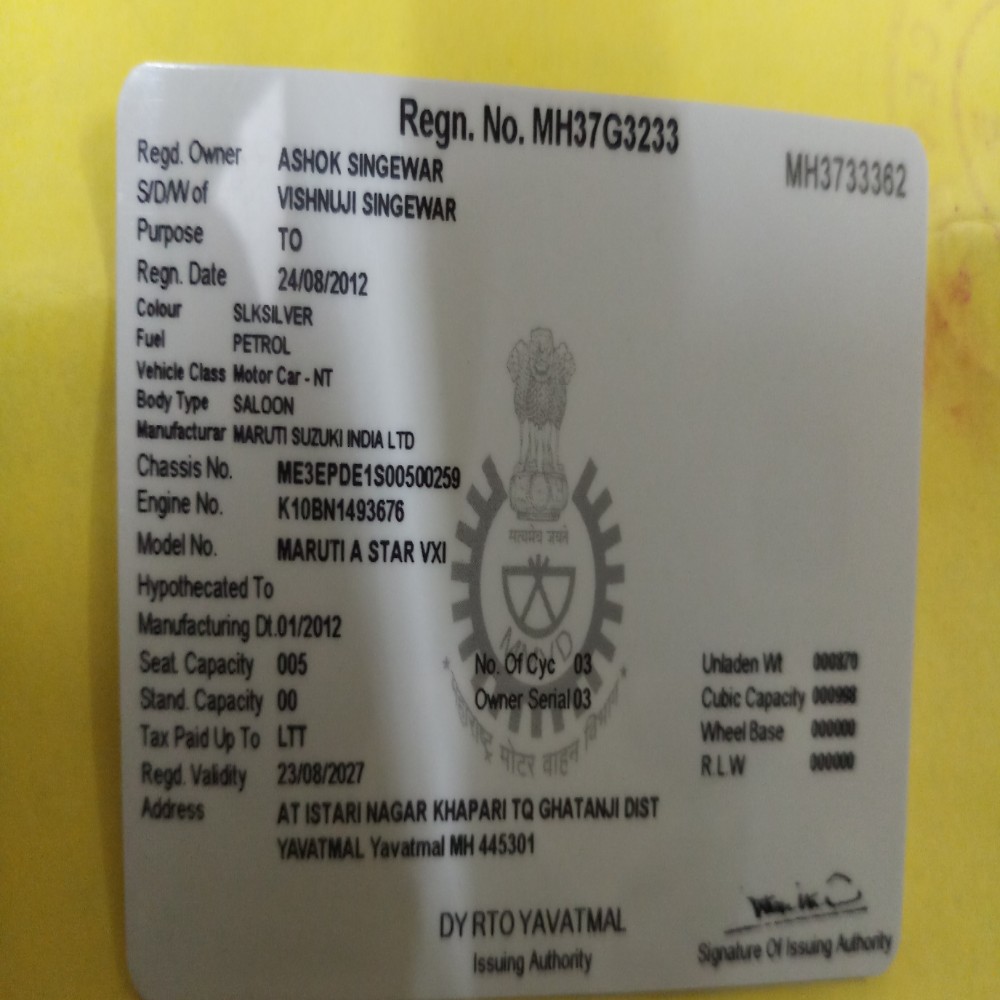 Regn. No. MH37G3233
MH3733362
Regd. Owner ASHOK SINGEWAR
S/D/W of VISHNUJI SINGEWAR
Purpose TO
Regn. Date 24/08/2012
Colour SLKSILVER
Fuel PETROL
Vehicle Class Motor Car - NT
Body Type SALOON
Manufacturar MARUTI SUZUKI INDIA LTD
Chassis No. ME3EPDE1S00500259
Engine No. K10BN1493676
Model No. MARUTI A STAR VXI
Hypothecated To
Manufacturing Dt.01/2012
Seat. Capacity 005 No. Of Cyc 03 Unladen Wt 000870
Stand. Capacity 00 Owner Serial 03 Cubic Capacity 000998
Tax Paid Up To LTT Wheel Base 000000
Regd. Validity 23/08/2027 R.L.W 000000
Address AT ISTARI NAGAR KHAPARI TQ GHATANJI DIST
YAVATMAL Yavatmal MH 445301
सत्यमेव जयते
MMVD
महाराष्ट्र मोटर वाहन विभाग
DY RTO YAVATMAL
Issuing Authority
Signature Of Issuing Authority